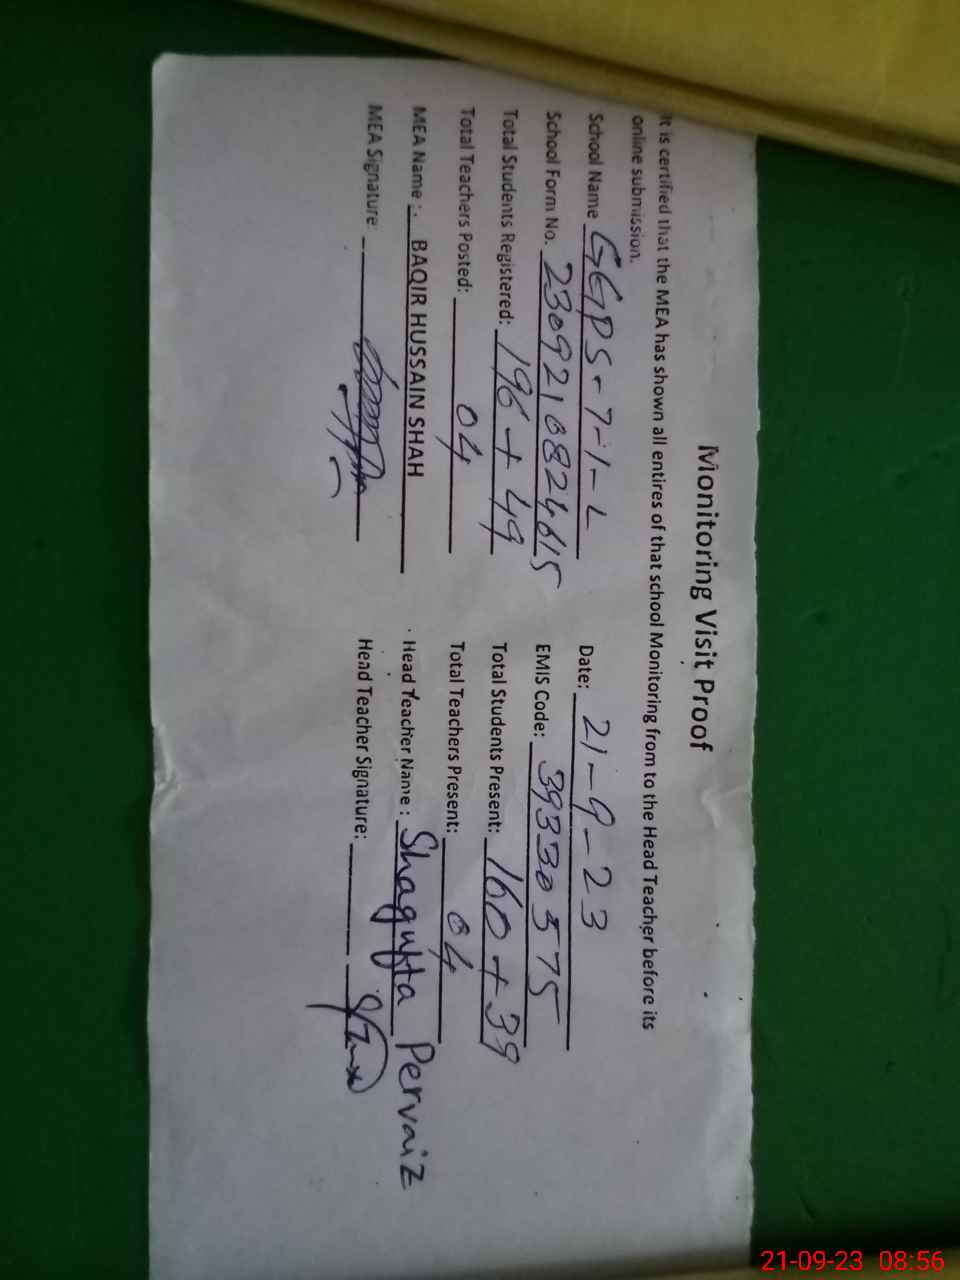 Monitoring Visit Proof
It is certified that the MEA has shown all entires of that school Monitoring from to the Head Teacher before its
online submission.
School Name GGPS-7-1-L Date: 21-9-23
School Form No. 2309210824615 EMIS Code: 39330575
Total Students Registered: 196+49 Total Students Present: 160+39
Total Teachers Posted: 04 Total Teachers Present: 04
MEA Name :. BAQIR HUSSAIN SHAH Head Teacher Name : Shagufta Pervaiz
MEA Signature Head Teacher Signature:
21-09-23 08:56